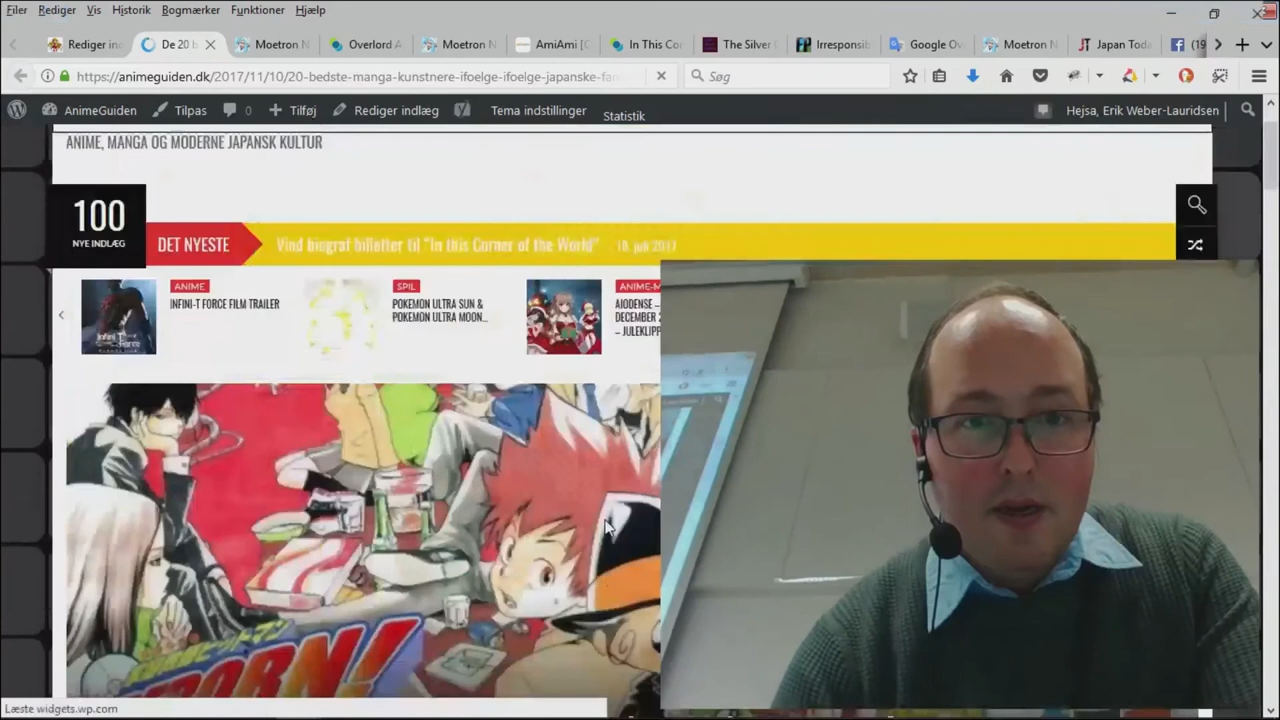 Filer Rediger Vis Historik Bogmærker Funktioner Hjælp
Rediger in
De 20 b
Moetron N
Overlord A
Moetron N
AmiAmi [C
In This Co
The Silver
Irresponsib
Google Ov
Moetron N
Japan Toda
(19
https://animeguiden.dk/2017/11/10/20-bedste-manga-kunstnere-ifoelge-ifoelge-japanske-fan
Søg
AnimeGuiden Tilpas 0 Tilføj Rediger indlæg Tema indstillinger Statistik Hejsa, Erik Weber-Lauridsen
ANIME, MANGA OG MODERNE JAPANSK KULTUR
100
NYE INDLÆG
DET NYESTE
Vind biograf billetter til "In this Corner of the World" - 18. juli 2017
ANIME
INFINI-T FORCE FILM TRAILER
SPIL
POKEMON ULTRA SUN &
POKEMON ULTRA MOON...
ANIME-M
AIODENSE –
DECEMBER 2
– JULEKLIPP
Læste widgets.wp.com